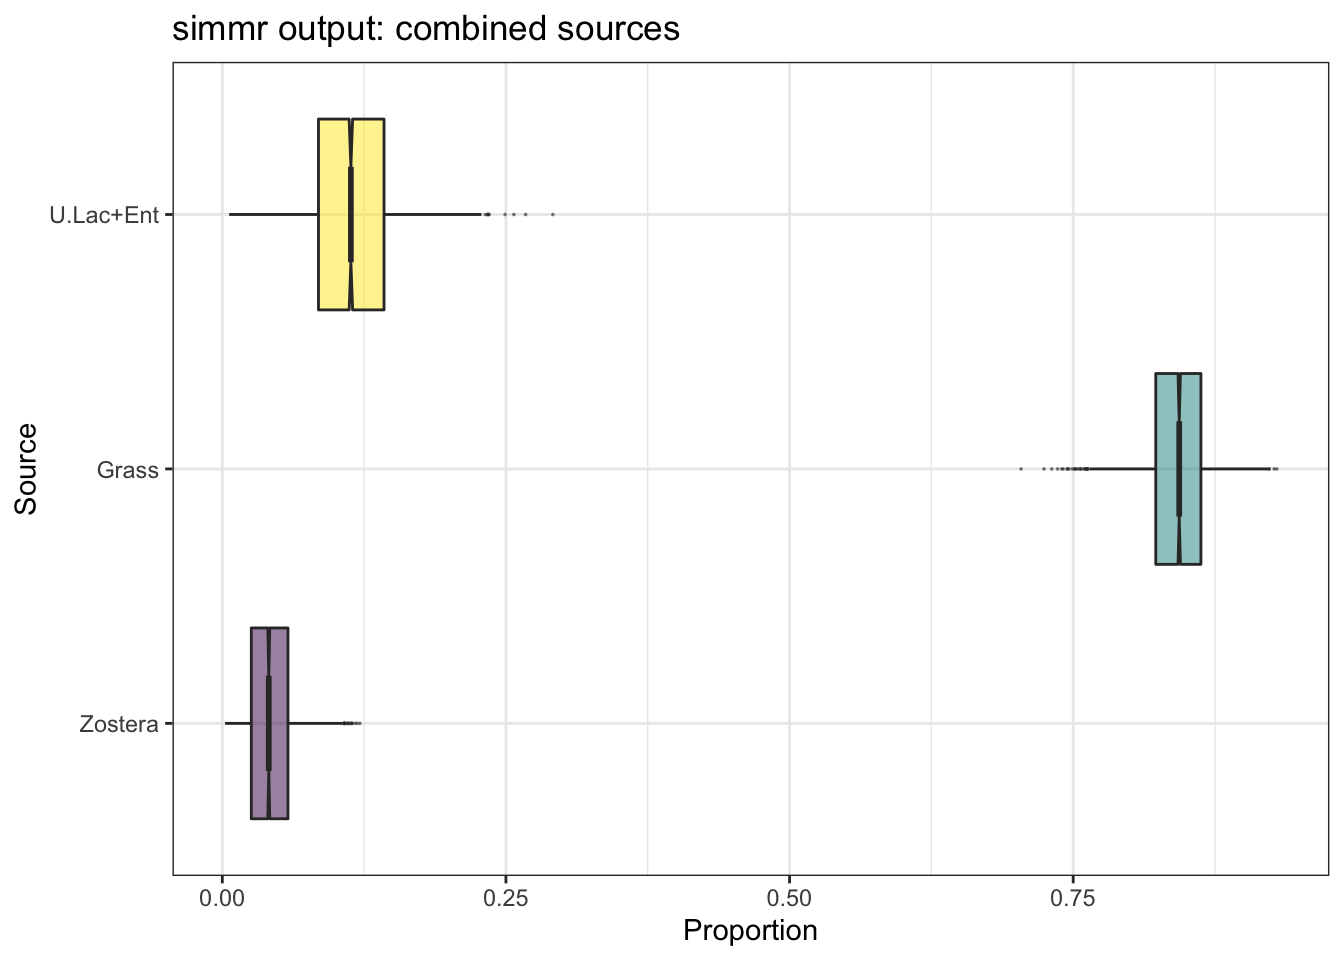 simmr output: combined sources
U.Lac+Ent
Grass
Zostera
Source
0.00 0.25 0.50 0.75
Proportion